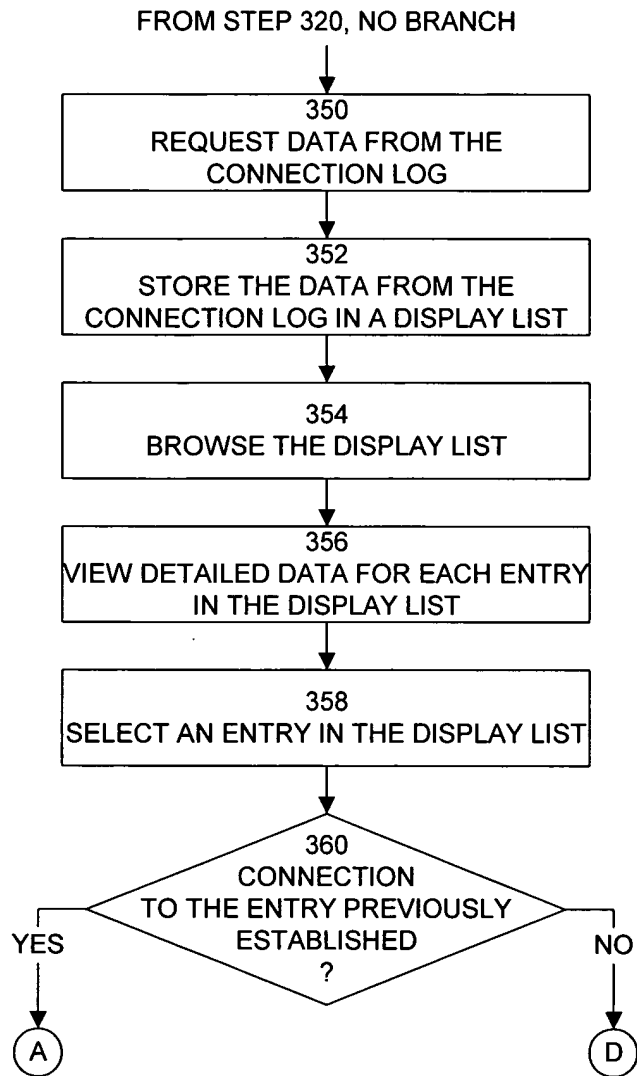 FROM STEP 320, NO BRANCH
350
REQUEST DATA FROM THE
CONNECTION LOG
352
STORE THE DATA FROM THE
CONNECTION LOG IN A DISPLAY LIST
354
BROWSE THE DISPLAY LIST
356
VIEW DETAILED DATA FOR EACH ENTRY
IN THE DISPLAY LIST
358
SELECT AN ENTRY IN THE DISPLAY LIST
360
CONNECTION
TO THE ENTRY PREVIOUSLY
ESTABLISHED
?
YES
NO
A
D